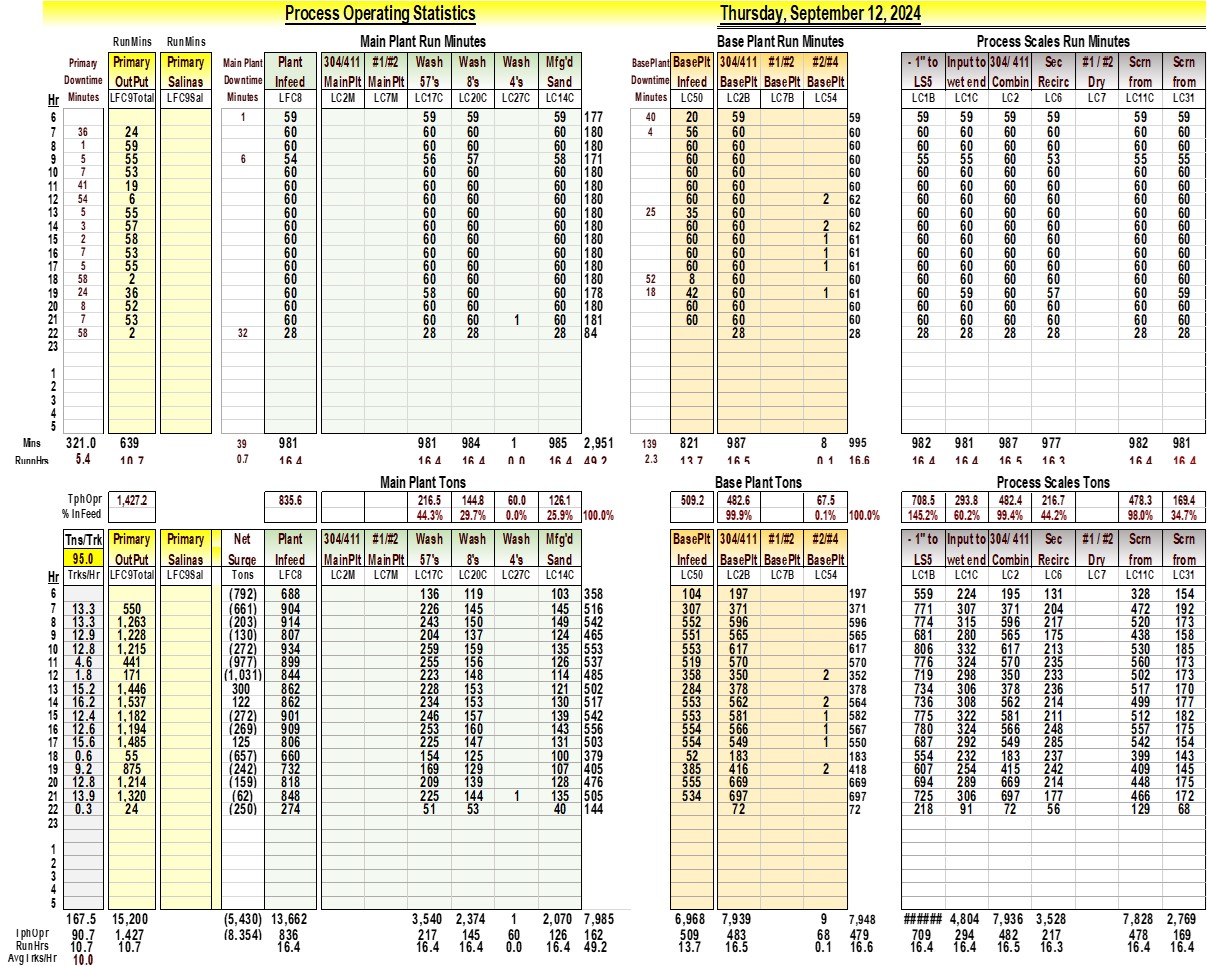 Process Operating Statistics Thursday, September 12, 2024
RunMins RunMins Main Plant Run Minutes Base Plant Run Minutes Process Scales Run Minutes
Primary Primary Primary Main Plant Plant 304/411 #1/#2 Wash Wash Wash Mfg'd BasePlant BasePlt 304/411 #1/#2 #2/#4 - 1" to Input to 304/ 411 Sec #1 / #2 Scrn Scrn
Downtime OutPut Salinas Downtime Infeed MainPlt MainPlt 57's 8's 4's Sand Downtime Infeed BasePlt BasePlt BasePlt LS5 wet end Combin Recirc Dry from from
Hr Minutes LFC9Total LFC9Sal Minutes LFC8 LC2M LC7M LC17C LC20C LC27C LC14C Minutes LC50 LC2B LC7B LC54 LC1B LC1C LC2 LC6 LC7 LC11C LC31
6 1 59 59 59 59 177 40 20 59 59 59 59 59 59 59 59
7 36 24 60 60 60 60 180 4 56 60 60 60 60 60 60 60 60
8 1 59 60 60 60 60 180 60 60 60 60 60 60 60 60 60
9 5 55 6 54 56 57 58 171 60 60 60 55 55 60 53 55 55
10 7 53 60 60 60 60 180 60 60 60 60 60 60 60 60 60
11 41 19 60 60 60 60 180 60 60 60 60 60 60 60 60 60
12 54 6 60 60 60 60 180 60 60 2 62 60 60 60 60 60 60
13 5 55 60 60 60 60 180 25 35 60 60 60 60 60 60 60 60
14 3 57 60 60 60 60 180 60 60 2 62 60 60 60 60 60 60
15 2 58 60 60 60 60 180 60 60 1 61 60 60 60 60 60 60
16 7 53 60 60 60 60 180 60 60 1 61 60 60 60 60 60 60
17 5 55 60 60 60 60 180 60 60 1 61 60 60 60 60 60 60
18 58 2 60 60 60 60 180 52 8 60 60 60 60 60 60 60 60
19 24 36 60 58 60 60 178 18 42 60 1 61 60 59 60 57 60 59
20 8 52 60 60 60 60 180 60 60 60 60 60 60 60 60 60
21 7 53 60 60 60 1 60 181 60 60 60 60 60 60 60 60 60
22 58 2 32 28 28 28 28 84 28 28 28 28 28 28 28 28
23
1
2
3
4
5
Mins 321.0 639 39 981 981 984 1 985 2,951 139 821 987 8 995 982 981 987 977 982 981
RunnHrs 5.4 10.7 0.7 16.4 16.4 16.4 0.0 16.4 49.2 2.3 13.7 16.5 0.1 16.6 16.4 16.4 16.5 16.3 16.4 16.4
Main Plant Tons Base Plant Tons Process Scales Tons
TphOpr 1,427.2 835.6 216.5 144.8 60.0 126.1 509.2 482.6 67.5 708.5 293.8 482.4 216.7 478.3 169.4
% InFeed 44.3% 29.7% 0.0% 25.9% 100.0% 99.9% 0.1% 100.0% 145.2% 60.2% 99.4% 44.2% 98.0% 34.7%
Tns/Trk Primary Primary Net Plant 304/411 #1/#2 Wash Wash Wash Mfg'd BasePlt 304/411 #1/#2 #2/#4 - 1" to Input to 304/ 411 Sec #1 / #2 Scrn Scrn
95.0 OutPut Salinas Surge Infeed MainPlt MainPlt 57's 8's 4's Sand Infeed BasePlt BasePlt BasePlt LS5 wet end Combin Recirc Dry from from
Hr Trks/Hr LFC9Total LFC9Sal Tons LFC8 LC2M LC7M LC17C LC20C LC27C LC14C LC50 LC2B LC7B LC54 LC1B LC1C LC2 LC6 LC7 LC11C LC31
6 (792) 688 136 119 103 358 104 197 197 559 224 195 131 328 154
7 13.3 550 (661) 904 226 145 145 516 307 371 371 771 307 371 204 472 192
8 13.3 1,263 (203) 914 243 150 149 542 552 596 596 774 315 596 217 520 173
9 12.9 1,228 (130) 807 204 137 124 465 551 565 565 681 280 565 175 438 158
10 12.8 1,215 (272) 934 259 159 135 553 553 617 617 806 332 617 213 530 185
11 4.6 441 (977) 899 255 156 126 537 519 570 570 776 324 570 235 560 173
12 1.8 171 (1,031) 844 223 148 114 485 358 350 2 352 719 298 350 233 502 173
13 15.2 1,446 300 862 228 153 121 502 284 378 378 734 306 378 236 517 170
14 16.2 1,537 122 862 234 153 130 517 553 562 2 564 736 308 562 214 499 177
15 12.4 1,182 (272) 901 246 157 139 542 553 581 1 582 775 322 581 211 512 182
16 12.6 1,194 (269) 909 253 160 143 556 554 566 1 567 780 324 566 248 557 175
17 15.6 1,485 125 806 225 147 131 503 554 549 1 550 687 292 549 285 542 154
18 0.6 55 (657) 660 154 125 100 379 52 183 183 554 232 183 237 399 143
19 9.2 875 (242) 732 169 129 107 405 385 416 2 418 607 254 415 242 409 145
20 12.8 1,214 (159) 818 209 139 128 476 555 669 669 694 289 669 214 448 175
21 13.9 1,320 (62) 848 225 144 1 135 505 534 697 697 725 306 697 177 466 172
22 0.3 24 (250) 274 51 53 40 144 72 72 218 91 72 56 129 68
23
1
2
3
4
5
167.5 15,200 (5,430) 13,662 3,540 2,374 1 2,070 7,985 6,968 7,939 9 7,948 ###### 4,804 7,936 3,528 7,828 2,769
TphOpr 90.7 1,427 (8,354) 836 217 145 60 126 162 509 483 68 479 709 294 482 217 478 169
RunHrs 10.7 10.7 16.4 16.4 16.4 0.0 16.4 49.2 13.7 16.5 0.1 16.6 16.4 16.4 16.5 16.3 16.4 16.4
AvgTrks/Hr 10.0